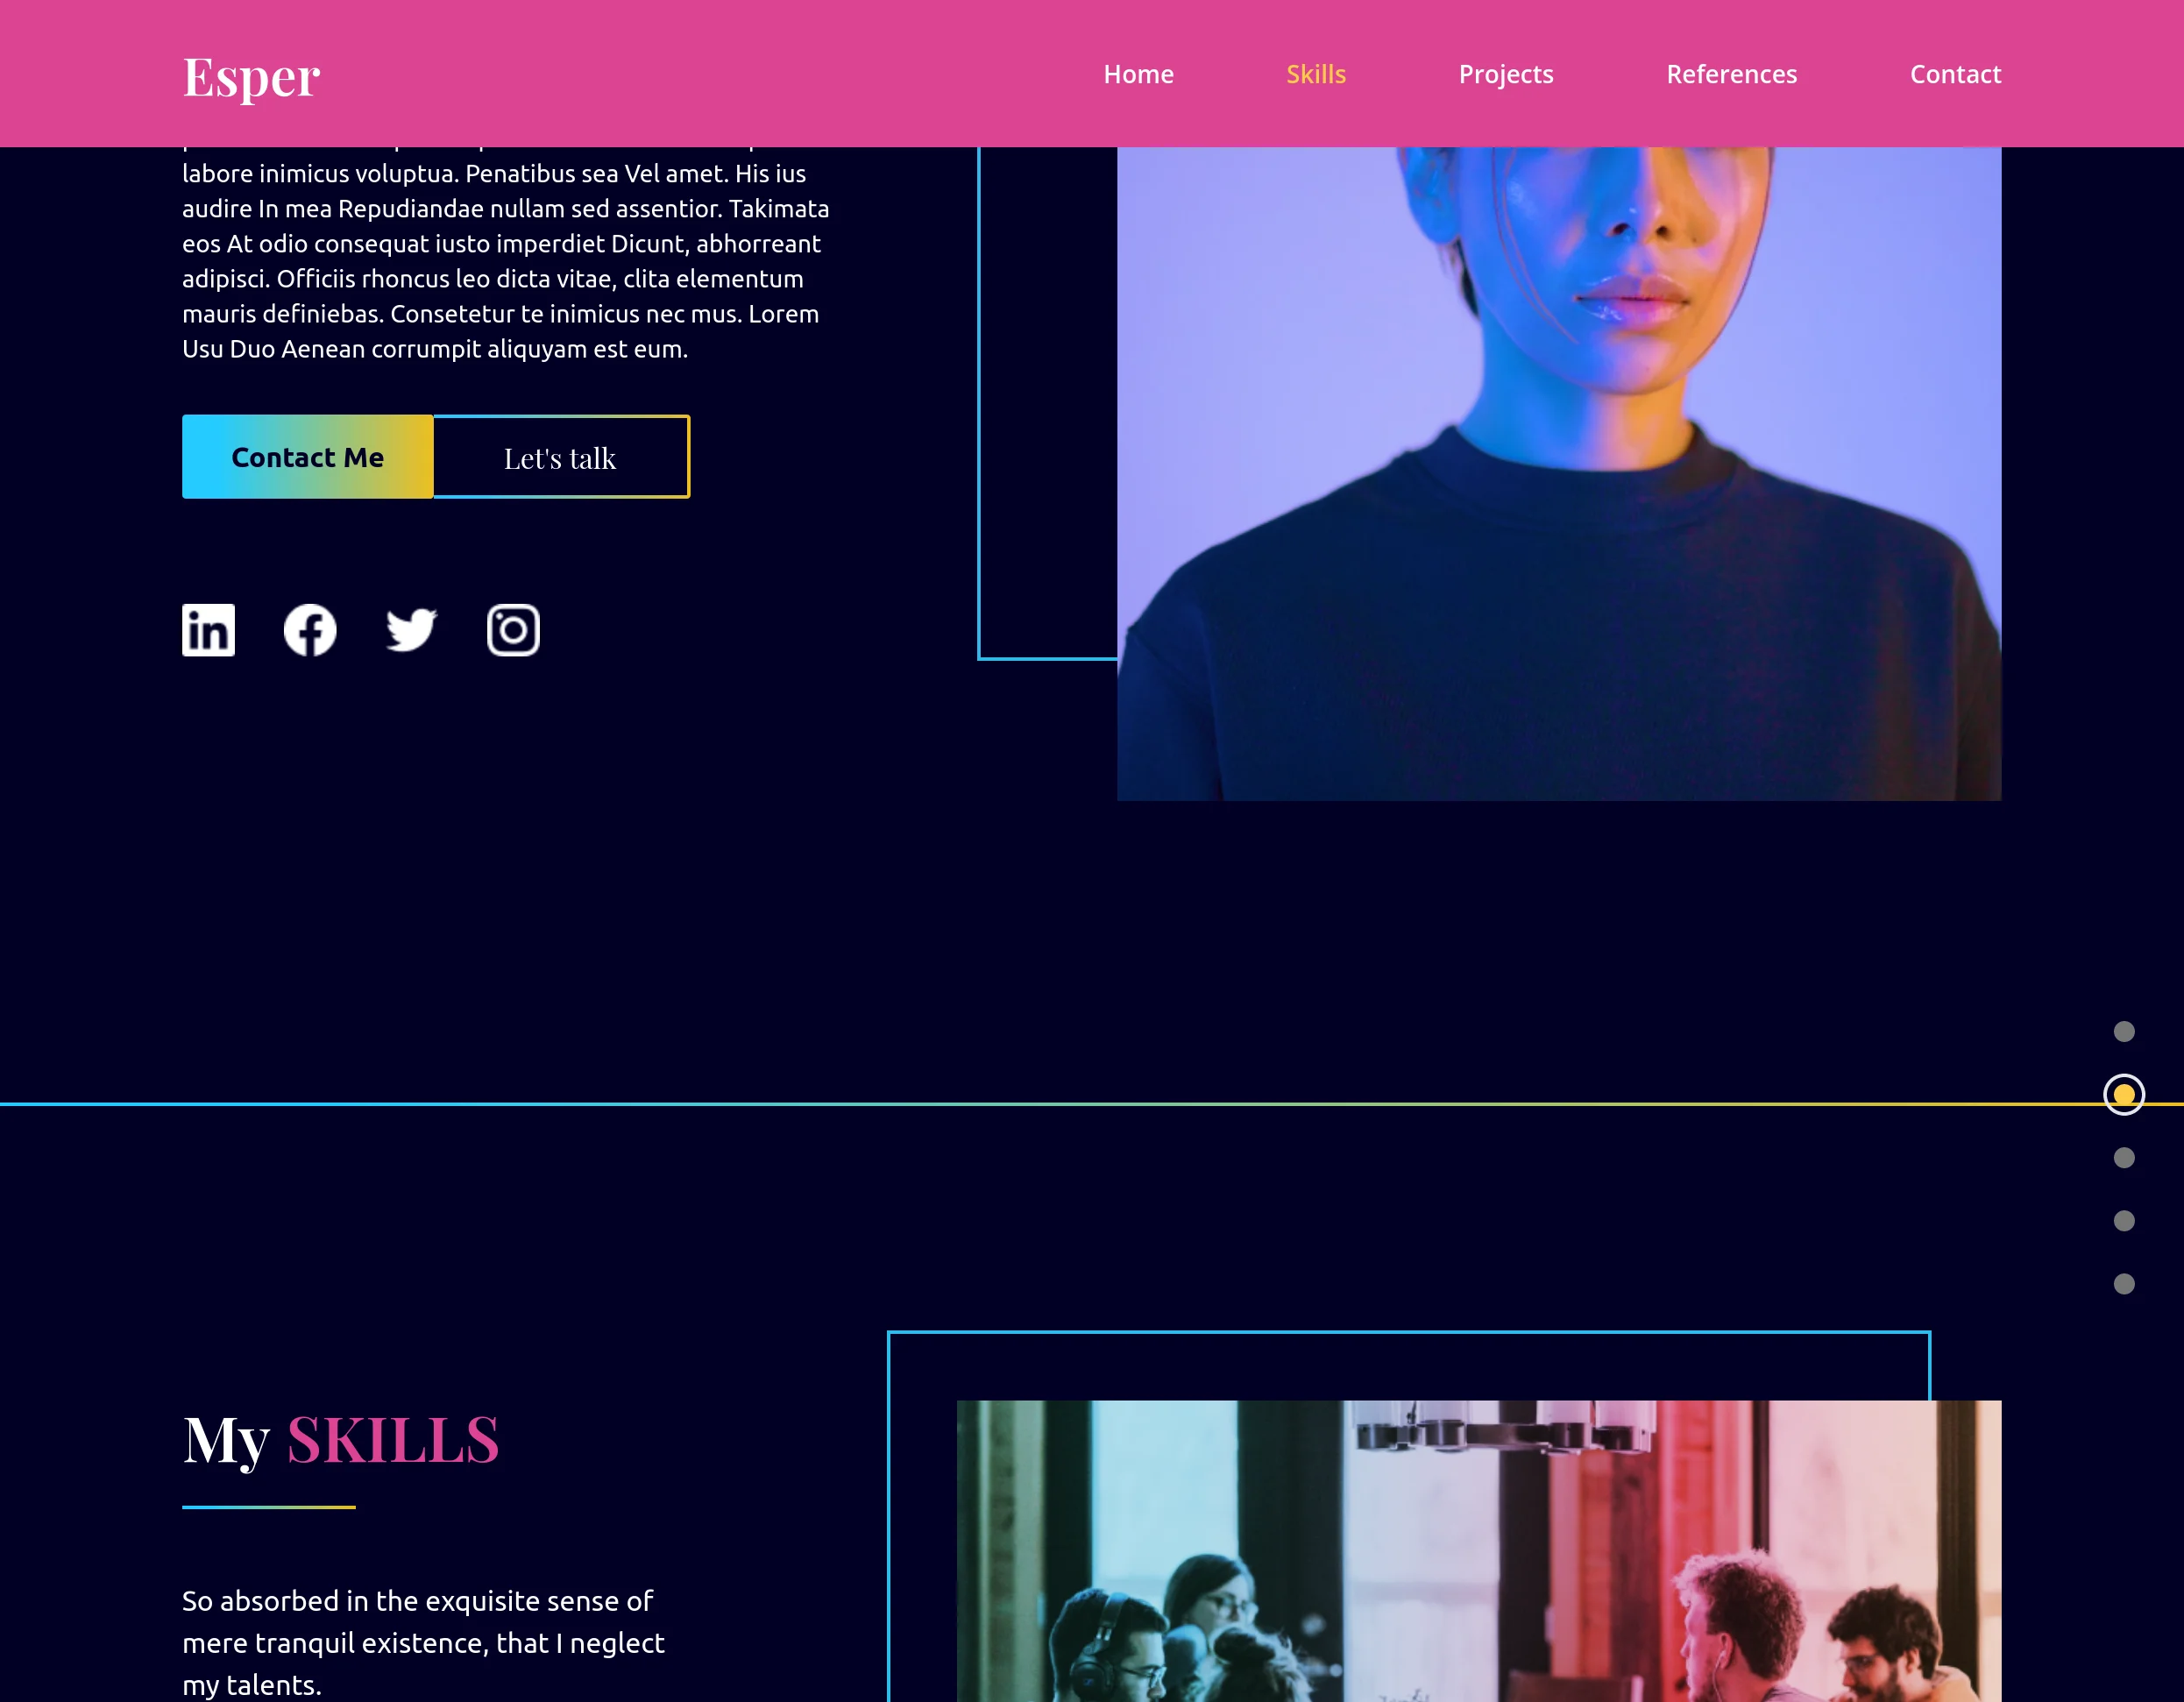 Esper
Home
Skills
Projects
References
Contact
labore inimicus voluptua. Penatibus sea Vel amet. His ius
audire In mea Repudiandae nullam sed assentior. Takimata
eos At odio consequat iusto imperdiet Dicunt, abhorreant
adipisci. Officiis rhoncus leo dicta vitae, clita elementum
mauris definiebas. Consetetur te inimicus nec mus. Lorem
Usu Duo Aenean corrumpit aliquyam est eum.
Contact Me
Let's talk
in
My SKILLS
So absorbed in the exquisite sense of
mere tranquil existence, that I neglect
my talents.